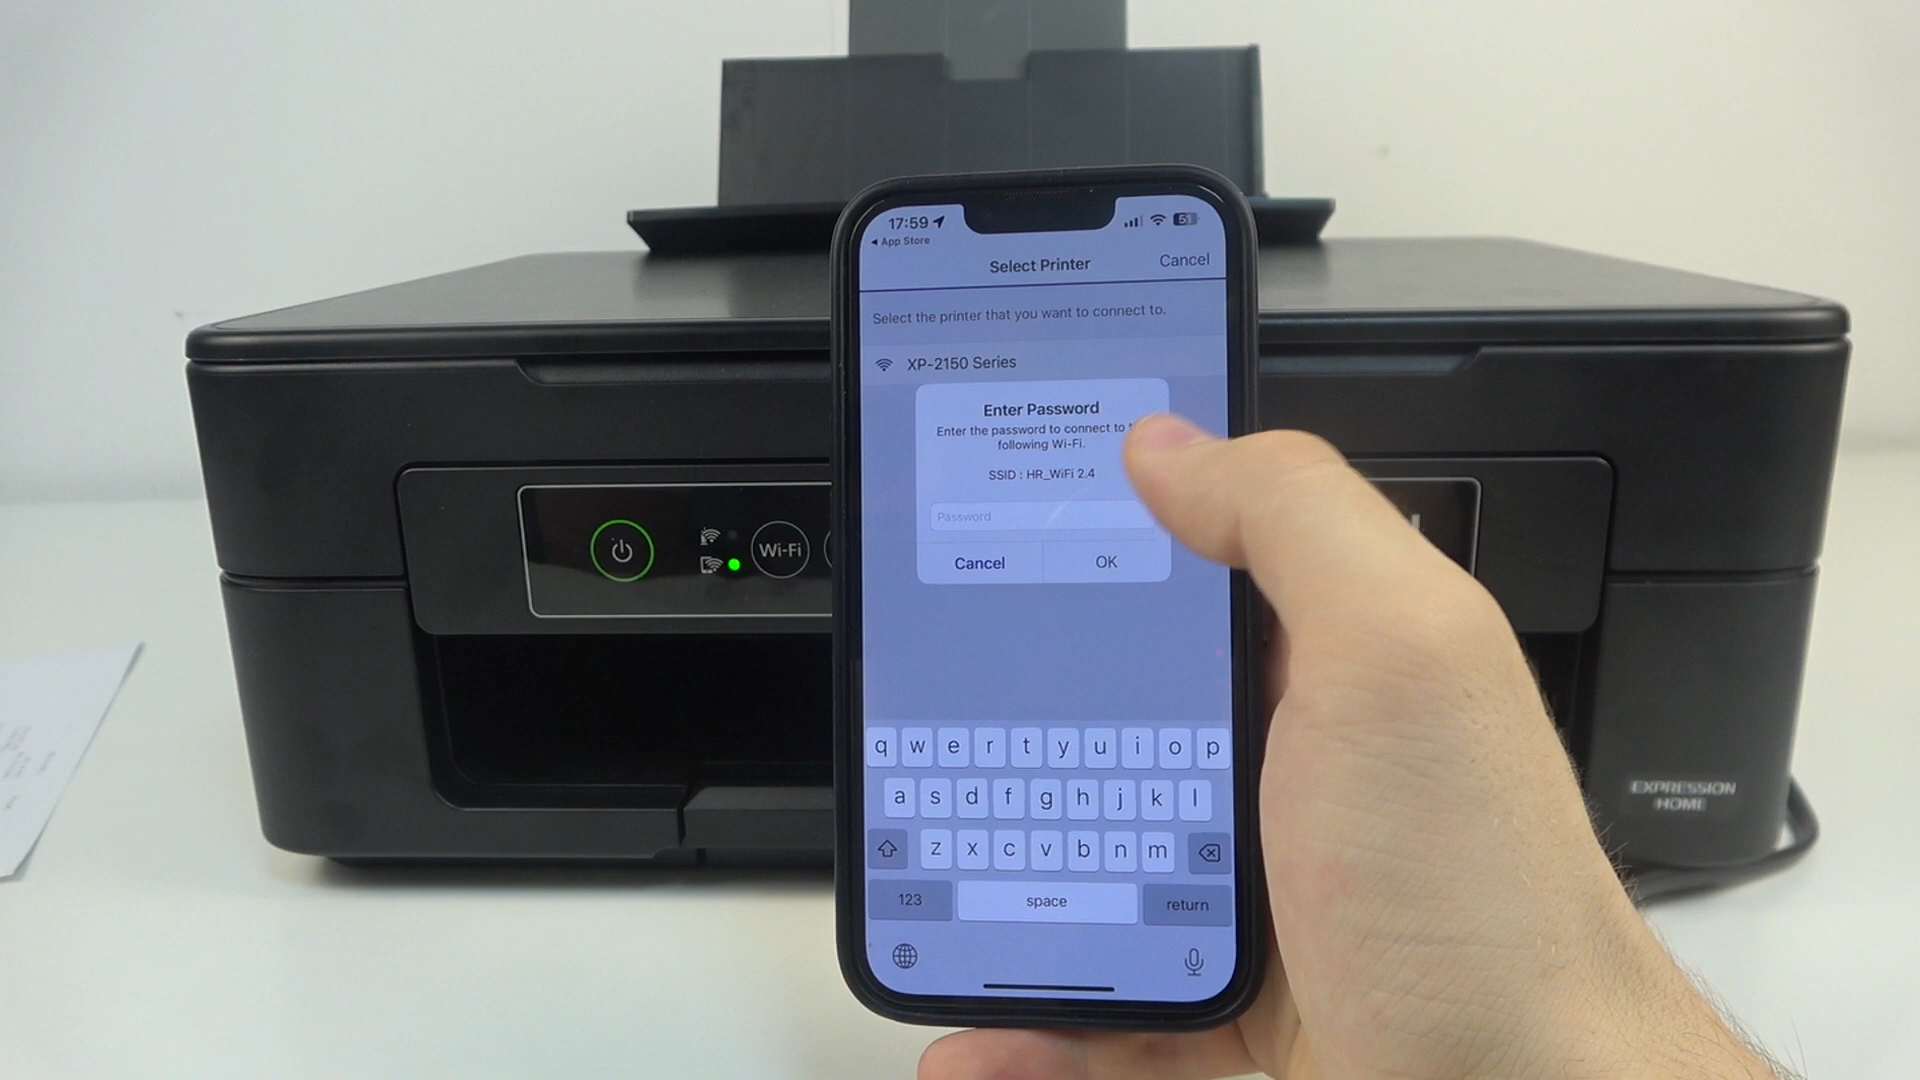 17:59
App Store
51
Select Printer
Cancel
Select the printer that you want to connect to.
XP-2150 Series
Enter Password
Enter the password to connect to
following Wi-Fi.
SSID : HR_WiFi 2.4
Password
Cancel
OK
Wi-Fi
q w e r t y u i o p
a s d f g h j k l
z x c v b n m
123
space
return
EXPRESSION
HOME